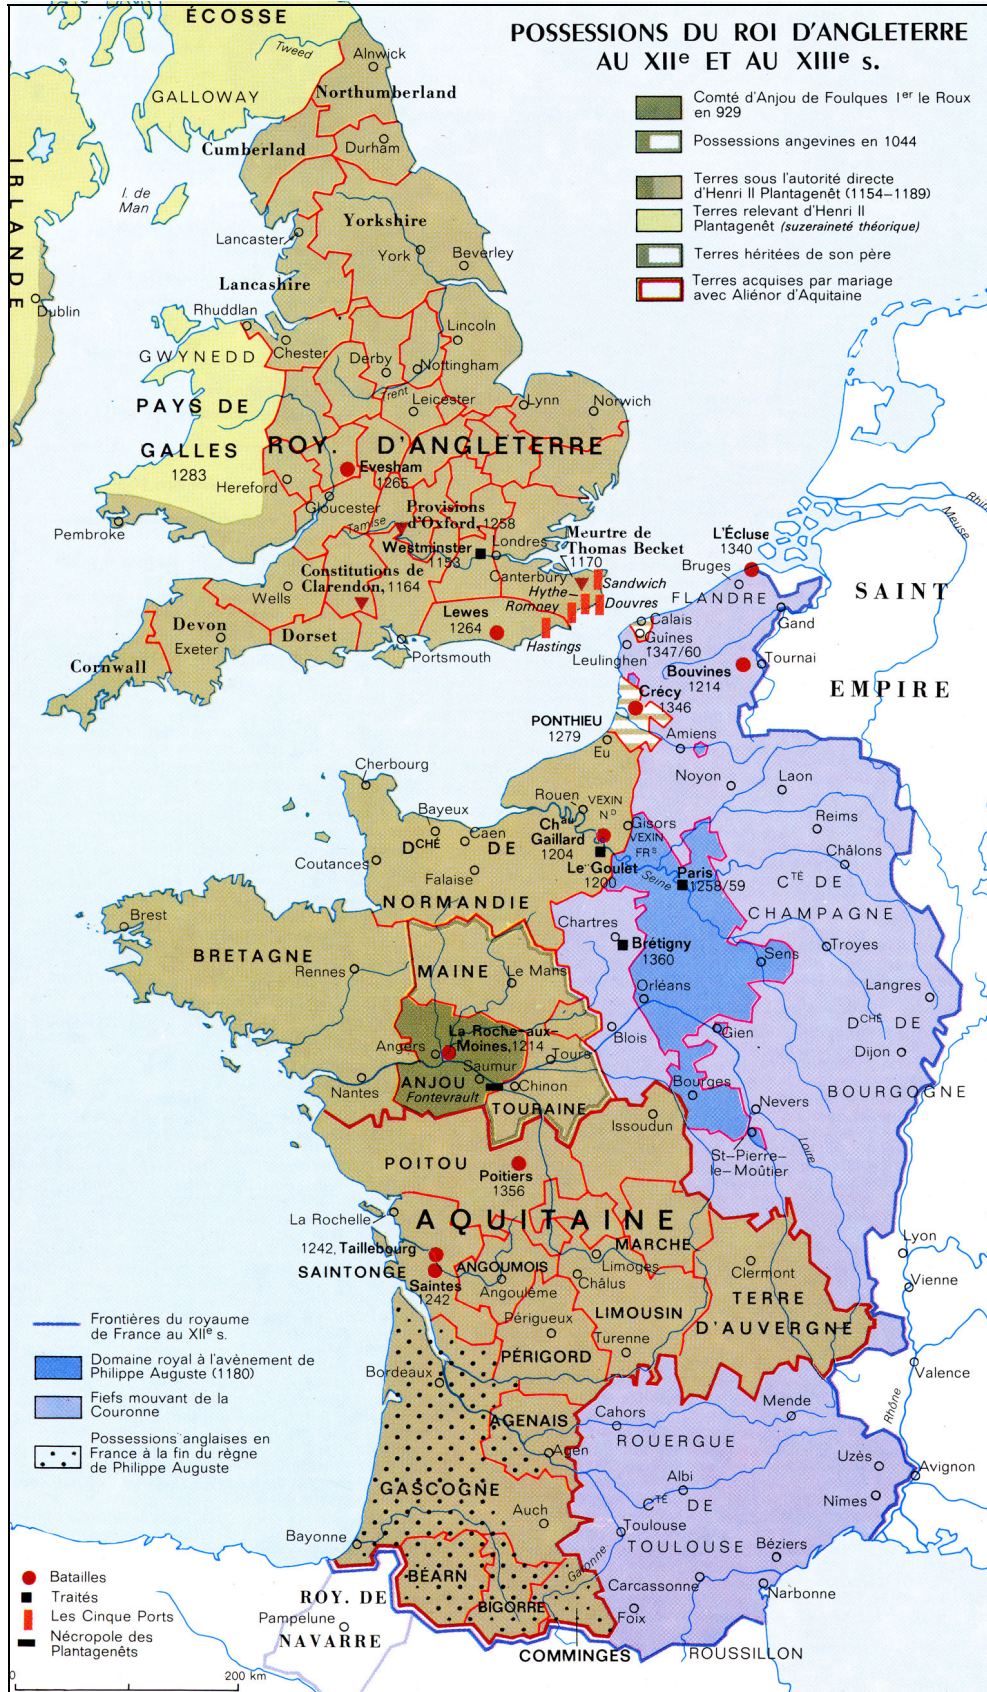 POSSESSIONS DU ROI D'ANGLETERRE
AU XIIe ET AU XIIIe s.
Comté d'Anjou de Foulques Ier le Roux
en 929
Possessions angevines en 1044
Terres sous l'autorité directe
d'Henri II Plantagenêt (1154–1189)
Terres relevant d'Henri II
Plantagenêt (suzeraineté théorique)
Terres héritées de son père
Terres acquises par mariage
avec Aliénor d'Aquitaine
ÉCOSSE
Tweed
Alnwick
GALLOWAY
Northumberland
Durham
Cumberland
IRLANDE
I. de
Man
Yorkshire
Lancaster
York
Beverley
Lancashire
Dublin
Rhuddlan
Lincoln
GWYNEDD
Chester
Derby
Nottingham
Trent
Leicester
Lynn
Norwich
PAYS DE
GALLES
1283
ROY. D'ANGLETERRE
Evesham
1265
Hereford
Gloucester
Provisions
d'Oxford, 1258
Tamise
Pembroke
Westminster
1153
Londres
Meurtre de
Thomas Becket
1170
Constitutions de
Clarendon, 1164
Wells
Canterbury
Sandwich
Hythe
Romney
Douvres
Hastings
Lewes
1264
Devon
Exeter
Dorset
Cornwall
Portsmouth
L'Écluse
1340
Bruges
FLANDRE
Gand
Calais
Guînes
1347/60
Leulinghen
Bouvines
1214
Tournai
Rhin
Meuse
SAINT
EMPIRE
Crécy
1346
PONTHIEU
1279
Eu
Amiens
Noyon
Laon
Reims
Châlons
Cherbourg
Bayeux
Caen
Coutances
Falaise
DCHÉ DE
NORMANDIE
Rouen
VEXIN
ND
Gisors
VEXIN
FRS
Chau
Gaillard
1204
Le Goulet
1200
Seine
Paris
1258/59
CTÉ DE
CHAMPAGNE
Troyes
Sens
Langres
Chartres
Brétigny
1360
Orléans
Gien
Blois
DCHÉ DE
Dijon
BOURGOGNE
Brest
BRETAGNE
Rennes
MAINE
Le Mans
La Roche-aux-
Moines, 1214
Angers
Saumur
Tours
ANJOU
Chinon
Fontevrault
Nantes
TOURAINE
Bourges
Nevers
Issoudun
St-Pierre-
le-Moûtier
Loire
POITOU
Poitiers
1356
La Rochelle
AQUITAINE
1242, Taillebourg
SAINTONGE
Saintes
1242
ANGOUMOIS
Angoulême
MARCHE
Limoges
Châlus
Clermont
LIMOUSIN
TERRE
D'AUVERGNE
Périgueux
Turenne
PÉRIGORD
Lyon
Vienne
Valence
Rhône
Bordeaux
AGENAIS
Agen
Cahors
Mende
ROUERGUE
Uzès
Avignon
Albi
Nîmes
CTÉ DE
TOULOUSE
Toulouse
GASCOGNE
Auch
Bayonne
Garonne
Béziers
Carcassonne
Narbonne
Foix
BÉARN
BIGORRE
COMMINGES
ROUSSILLON
ROY. DE
NAVARRE
Pampelune
Frontières du royaume
de France au XIIe s.
Domaine royal à l'avènement de
Philippe Auguste (1180)
Fiefs mouvant de la
Couronne
Possessions anglaises en
France à la fin du règne
de Philippe Auguste
Batailles
Traités
Les Cinque Ports
Nécropole des
Plantagenêts
0
200 km